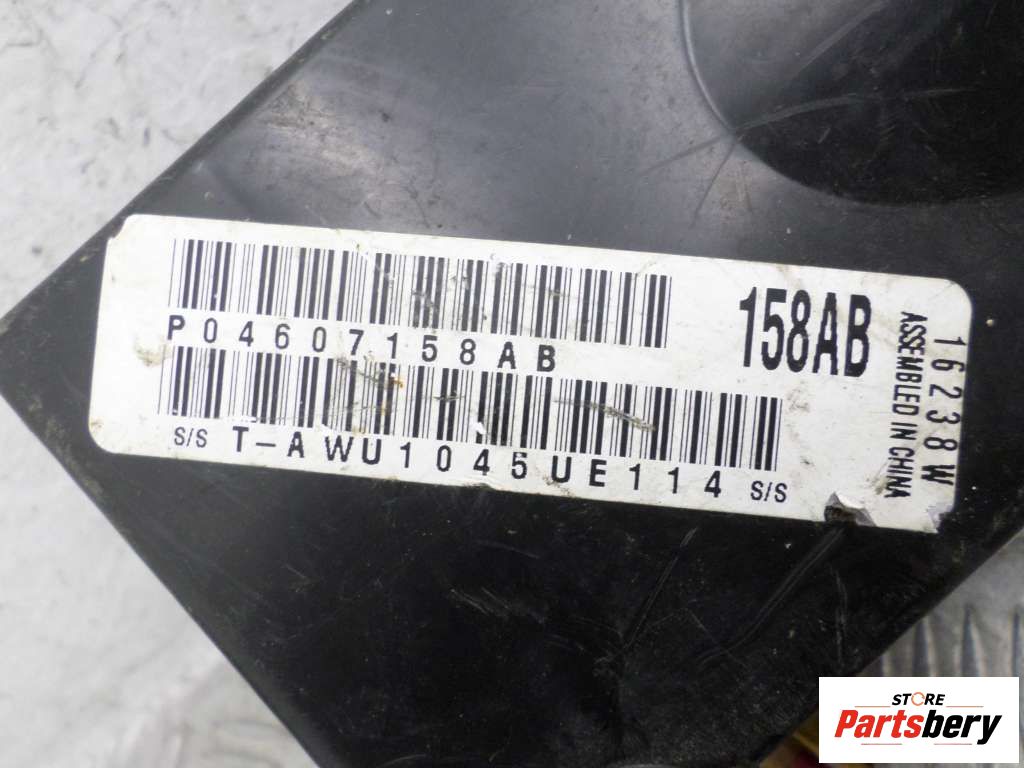 P04607158AB
158AB
S/S T-AWU1045UE114 S/S
16238W
ASSEMBLED IN CHINA
STORE
Partsbery